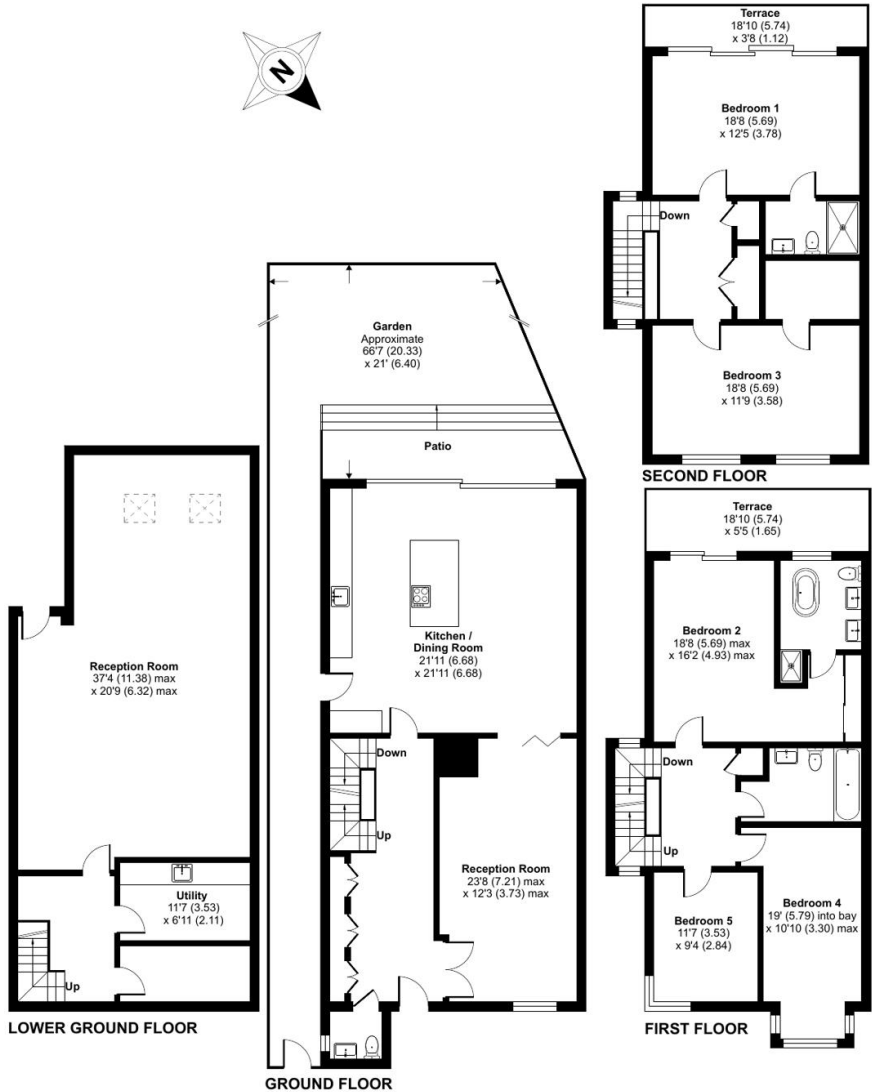 N
Terrace
18'10 (5.74)
x 3'8 (1.12)
Bedroom 1
18'8 (5.69)
x 12'5 (3.78)
Down
Bedroom 3
18'8 (5.69)
x 11'9 (3.58)
SECOND FLOOR
Garden
Approximate
66'7 (20.33)
x 21' (6.40)
Patio
Kitchen /
Dining Room
21'11 (6.68)
x 21'11 (6.68)
Down
Up
Reception Room
23'8 (7.21) max
x 12'3 (3.73) max
GROUND FLOOR
Reception Room
37'4 (11.38) max
x 20'9 (6.32) max
Utility
11'7 (3.53)
x 6'11 (2.11)
Up
LOWER GROUND FLOOR
Terrace
18'10 (5.74)
x 5'5 (1.65)
Bedroom 2
18'8 (5.69) max
x 16'2 (4.93) max
Down
Up
Bedroom 4
19' (5.79) into bay
x 10'10 (3.30) max
Bedroom 5
11'7 (3.53)
x 9'4 (2.84)
FIRST FLOOR